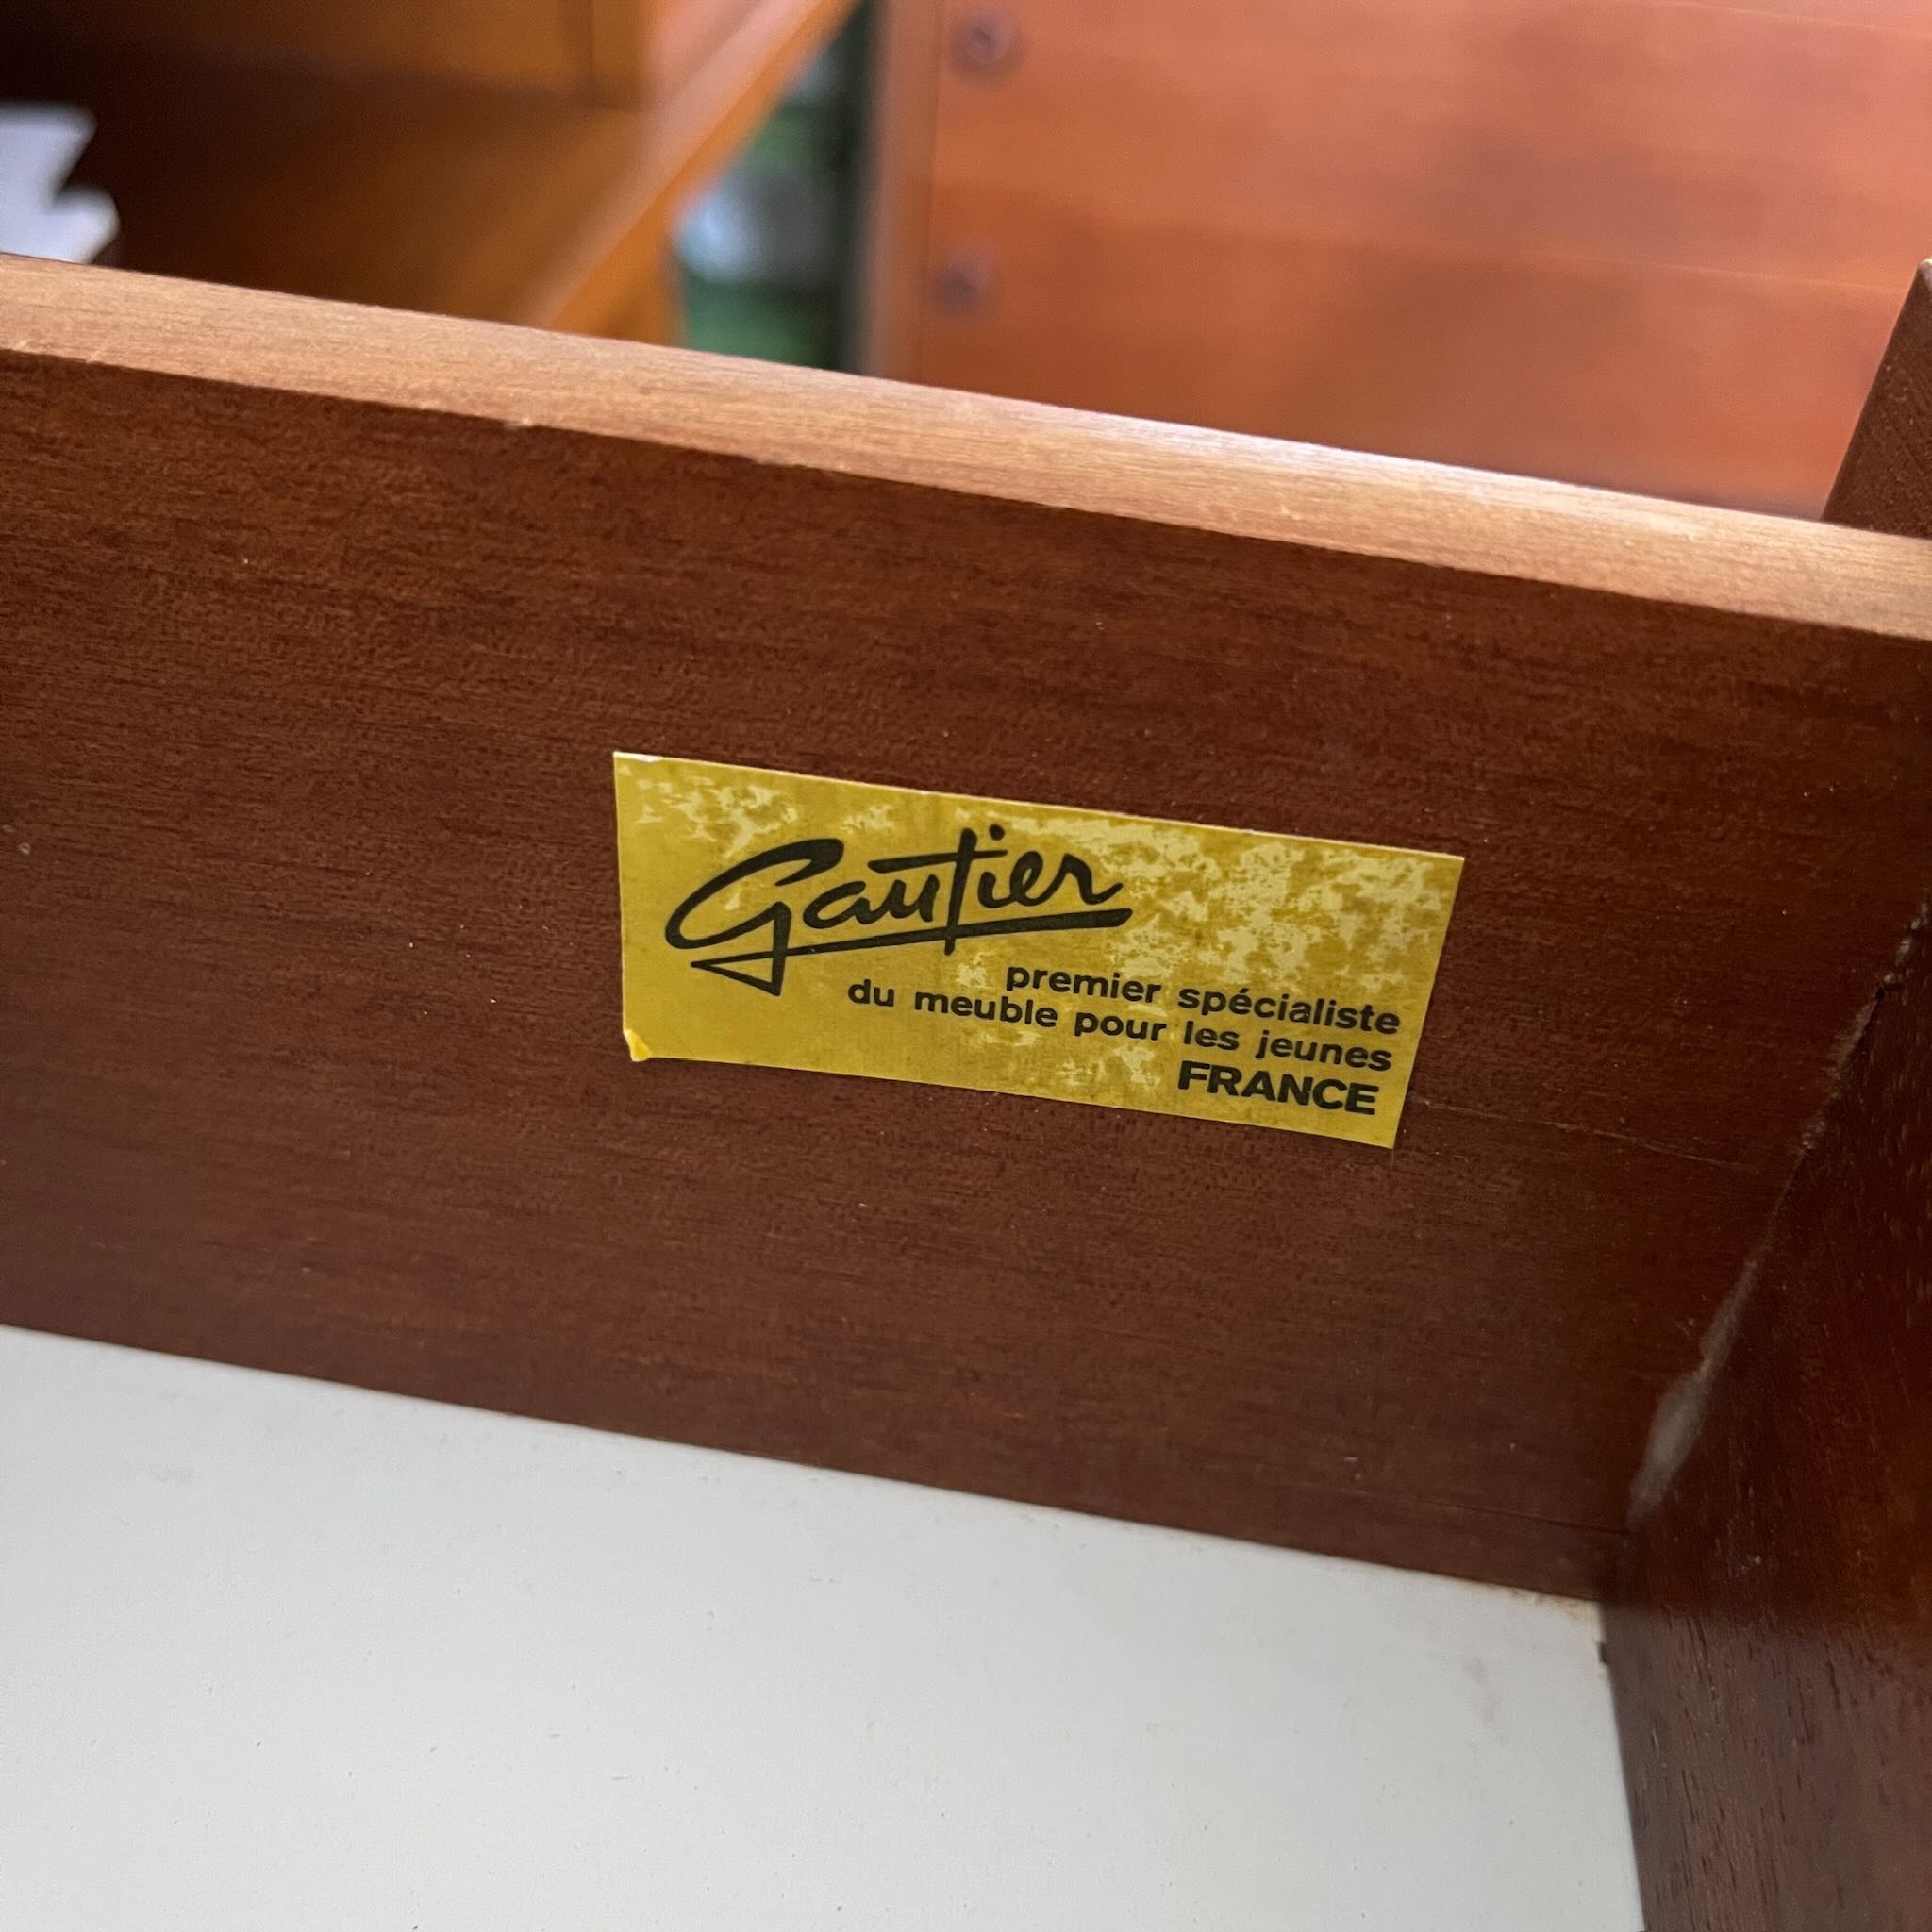 Gautier
premier spécialiste
du meuble pour les jeunes
FRANCE